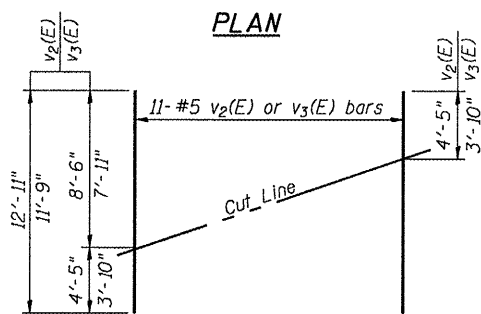 PLAN
v2(E)
v3(E)
v2(E)
v3(E)
11-#5 v2(E) or v3(E) bars
4'-5"
3'-10"
12'-11"
11'-9"
8'-6"
7'-11"
Cut Line
4'-5"
3'-10"